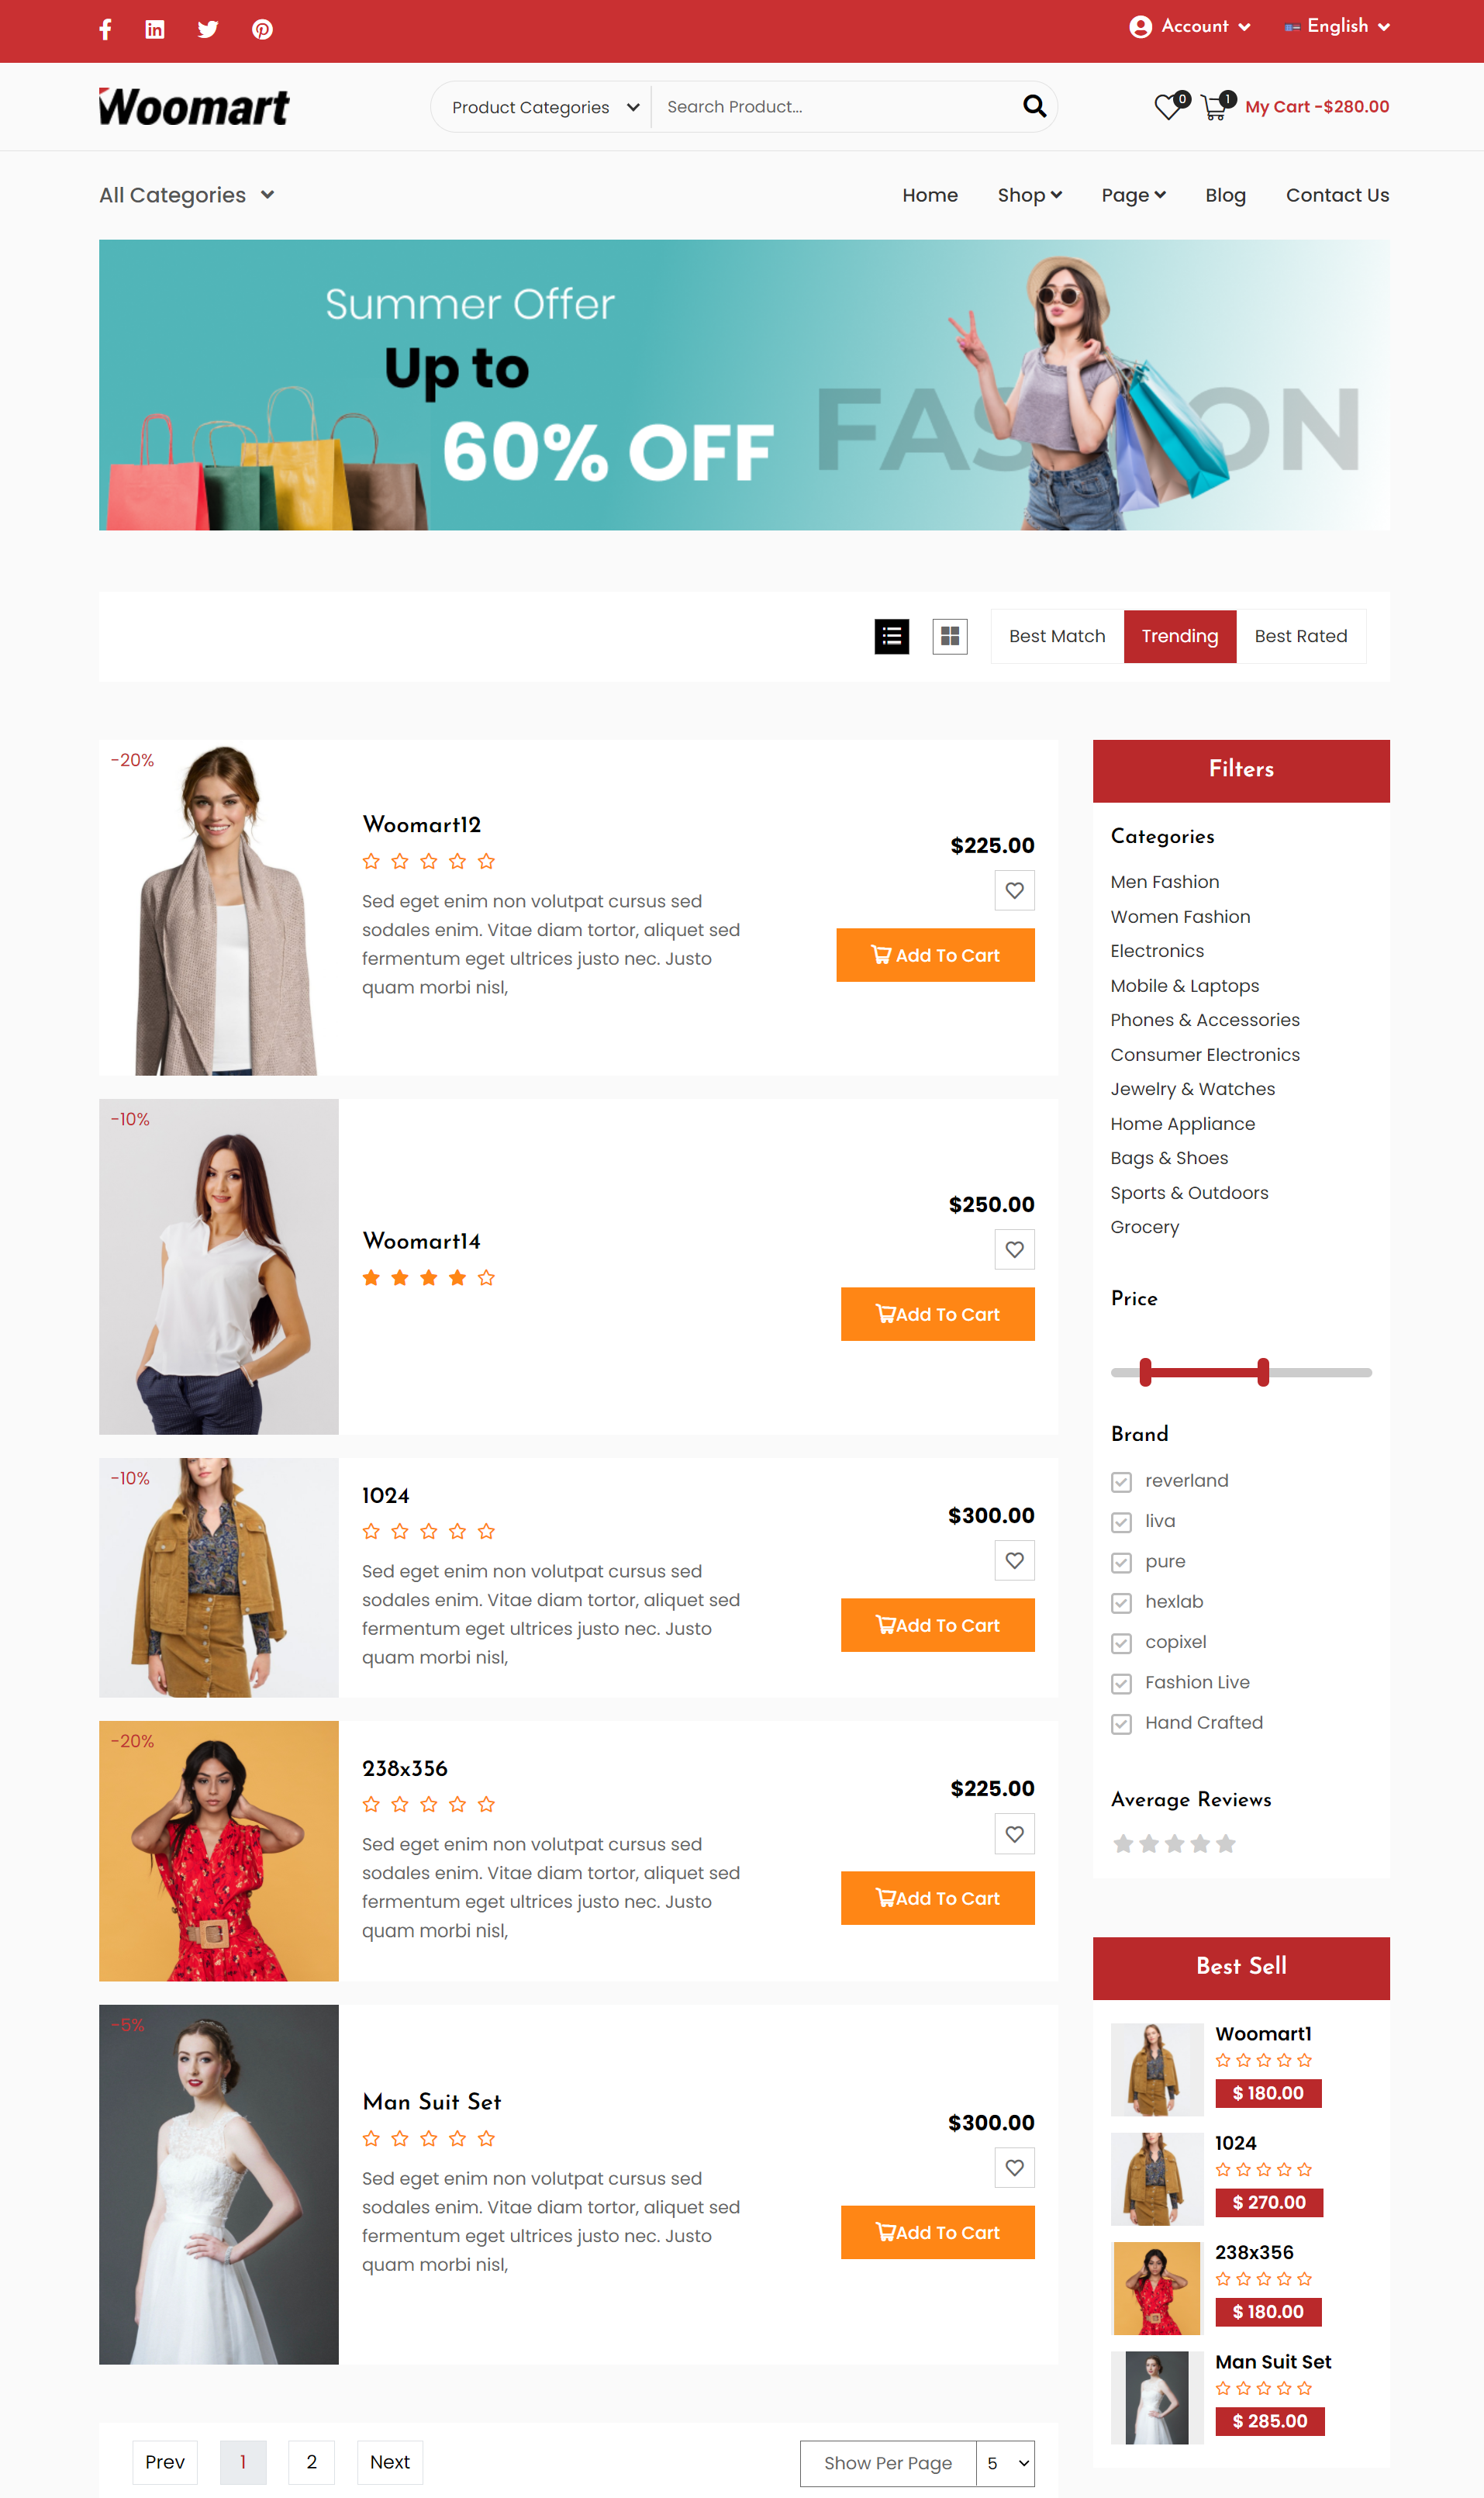 Account
English
Woomart
Product Categories
Search Product...
0
1
My Cart -$280.00
All Categories
Home
Shop
Page
Blog
Contact Us
Summer Offer
Up to
60% OFF
FAS
ON
Best Match
Trending
Best Rated
-20%
Woomart12
Sed eget enim non volutpat cursus sed
sodales enim. Vitae diam tortor, aliquet sed
fermentum eget ultrices justo nec. Justo
quam morbi nisl,
$225.00
Add To Cart
-10%
Woomart14
$250.00
Add To Cart
-10%
1024
Sed eget enim non volutpat cursus sed
sodales enim. Vitae diam tortor, aliquet sed
fermentum eget ultrices justo nec. Justo
quam morbi nisl,
$300.00
Add To Cart
-20%
238x356
Sed eget enim non volutpat cursus sed
sodales enim. Vitae diam tortor, aliquet sed
fermentum eget ultrices justo nec. Justo
quam morbi nisl,
$225.00
Add To Cart
-5%
Man Suit Set
Sed eget enim non volutpat cursus sed
sodales enim. Vitae diam tortor, aliquet sed
fermentum eget ultrices justo nec. Justo
quam morbi nisl,
$300.00
Add To Cart
Prev
1
2
Next
Show Per Page
5
Filters
Categories
Men Fashion
Women Fashion
Electronics
Mobile & Laptops
Phones & Accessories
Consumer Electronics
Jewelry & Watches
Home Appliance
Bags & Shoes
Sports & Outdoors
Grocery
Price
Brand
reverland
liva
pure
hexlab
copixel
Fashion Live
Hand Crafted
Average Reviews
Best Sell
Woomart1
$ 180.00
1024
$ 270.00
238x356
$ 180.00
Man Suit Set
$ 285.00